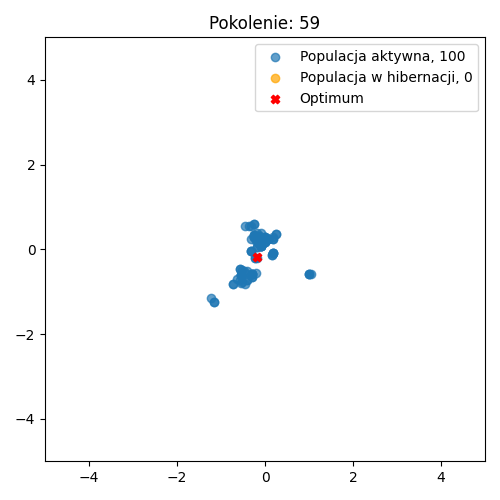 Pokolenie: 59
Populacja aktywna, 100
Populacja w hibernacji, 0
Optimum
4
2
0
−2
−4
−4 −2 0 2 4